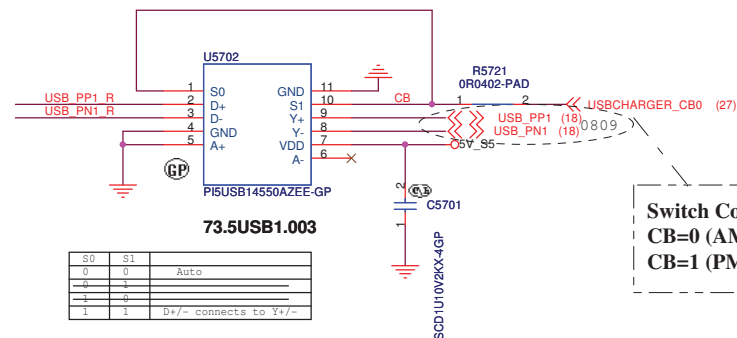 U5702
R5721
0R0402-PAD
USB_PP1_R
USB_PN1_R
1 S0
2 D+
3 D-
4 GND
5 A+
GND 11
S1 10
Y+ 9
Y- 8
VDD 7
A- 6
CB
1 2
USBCHARGER_CB0 (27)
USB_PP1 (18)
USB_PN1 (18)
0809
5V_S5
GP
PI5USB14550AZEE-GP
73.5USB1.003
2
C5701
1
SCD1U10V2KX-4GP
Switch Co
CB=0 (AM
CB=1 (PM
S0 S1
0 0 Auto
0 1
1 0
1 1 D+/- connects to Y+/-